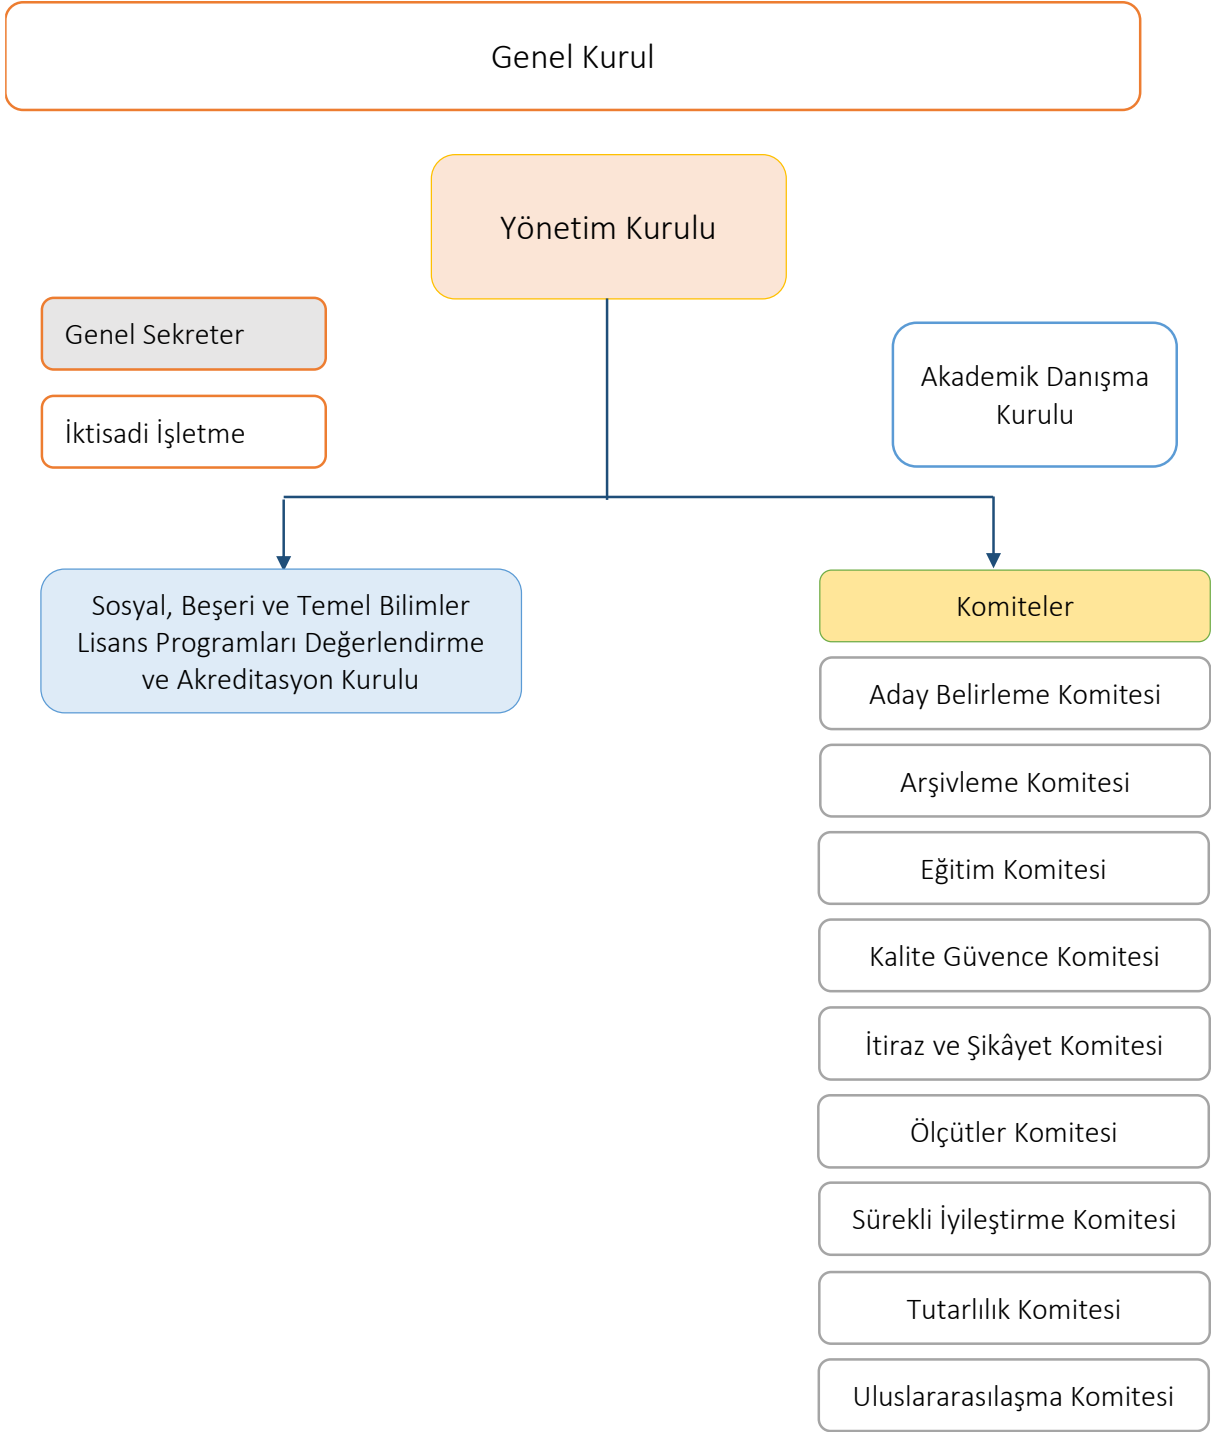 Genel Kurul
Yönetim Kurulu
Genel Sekreter
İktisadi İşletme
Akademik Danışma
Kurulu
Sosyal, Beşeri ve Temel Bilimler
Lisans Programları Değerlendirme
ve Akreditasyon Kurulu
Komiteler
Aday Belirleme Komitesi
Arşivleme Komitesi
Eğitim Komitesi
Kalite Güvence Komitesi
İtiraz ve Şikâyet Komitesi
Ölçütler Komitesi
Sürekli İyileştirme Komitesi
Tutarlılık Komitesi
Uluslararasılaşma Komitesi